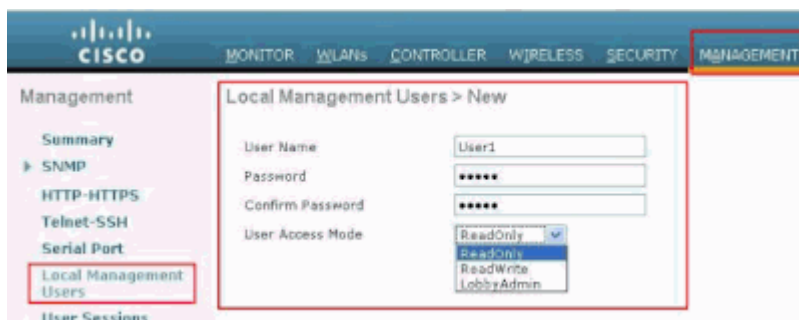 CISCO
MONITOR WLANs CONTROLLER WIRELESS SECURITY MANAGEMENT
Management
Summary
SNMP
HTTP-HTTPS
Telnet-SSH
Serial Port
Local Management
Users
User Sessions
Local Management Users > New
User Name User1
Password •••••
Confirm Password •••••
User Access Mode ReadOnly
ReadOnly
ReadWrite
LobbyAdmin